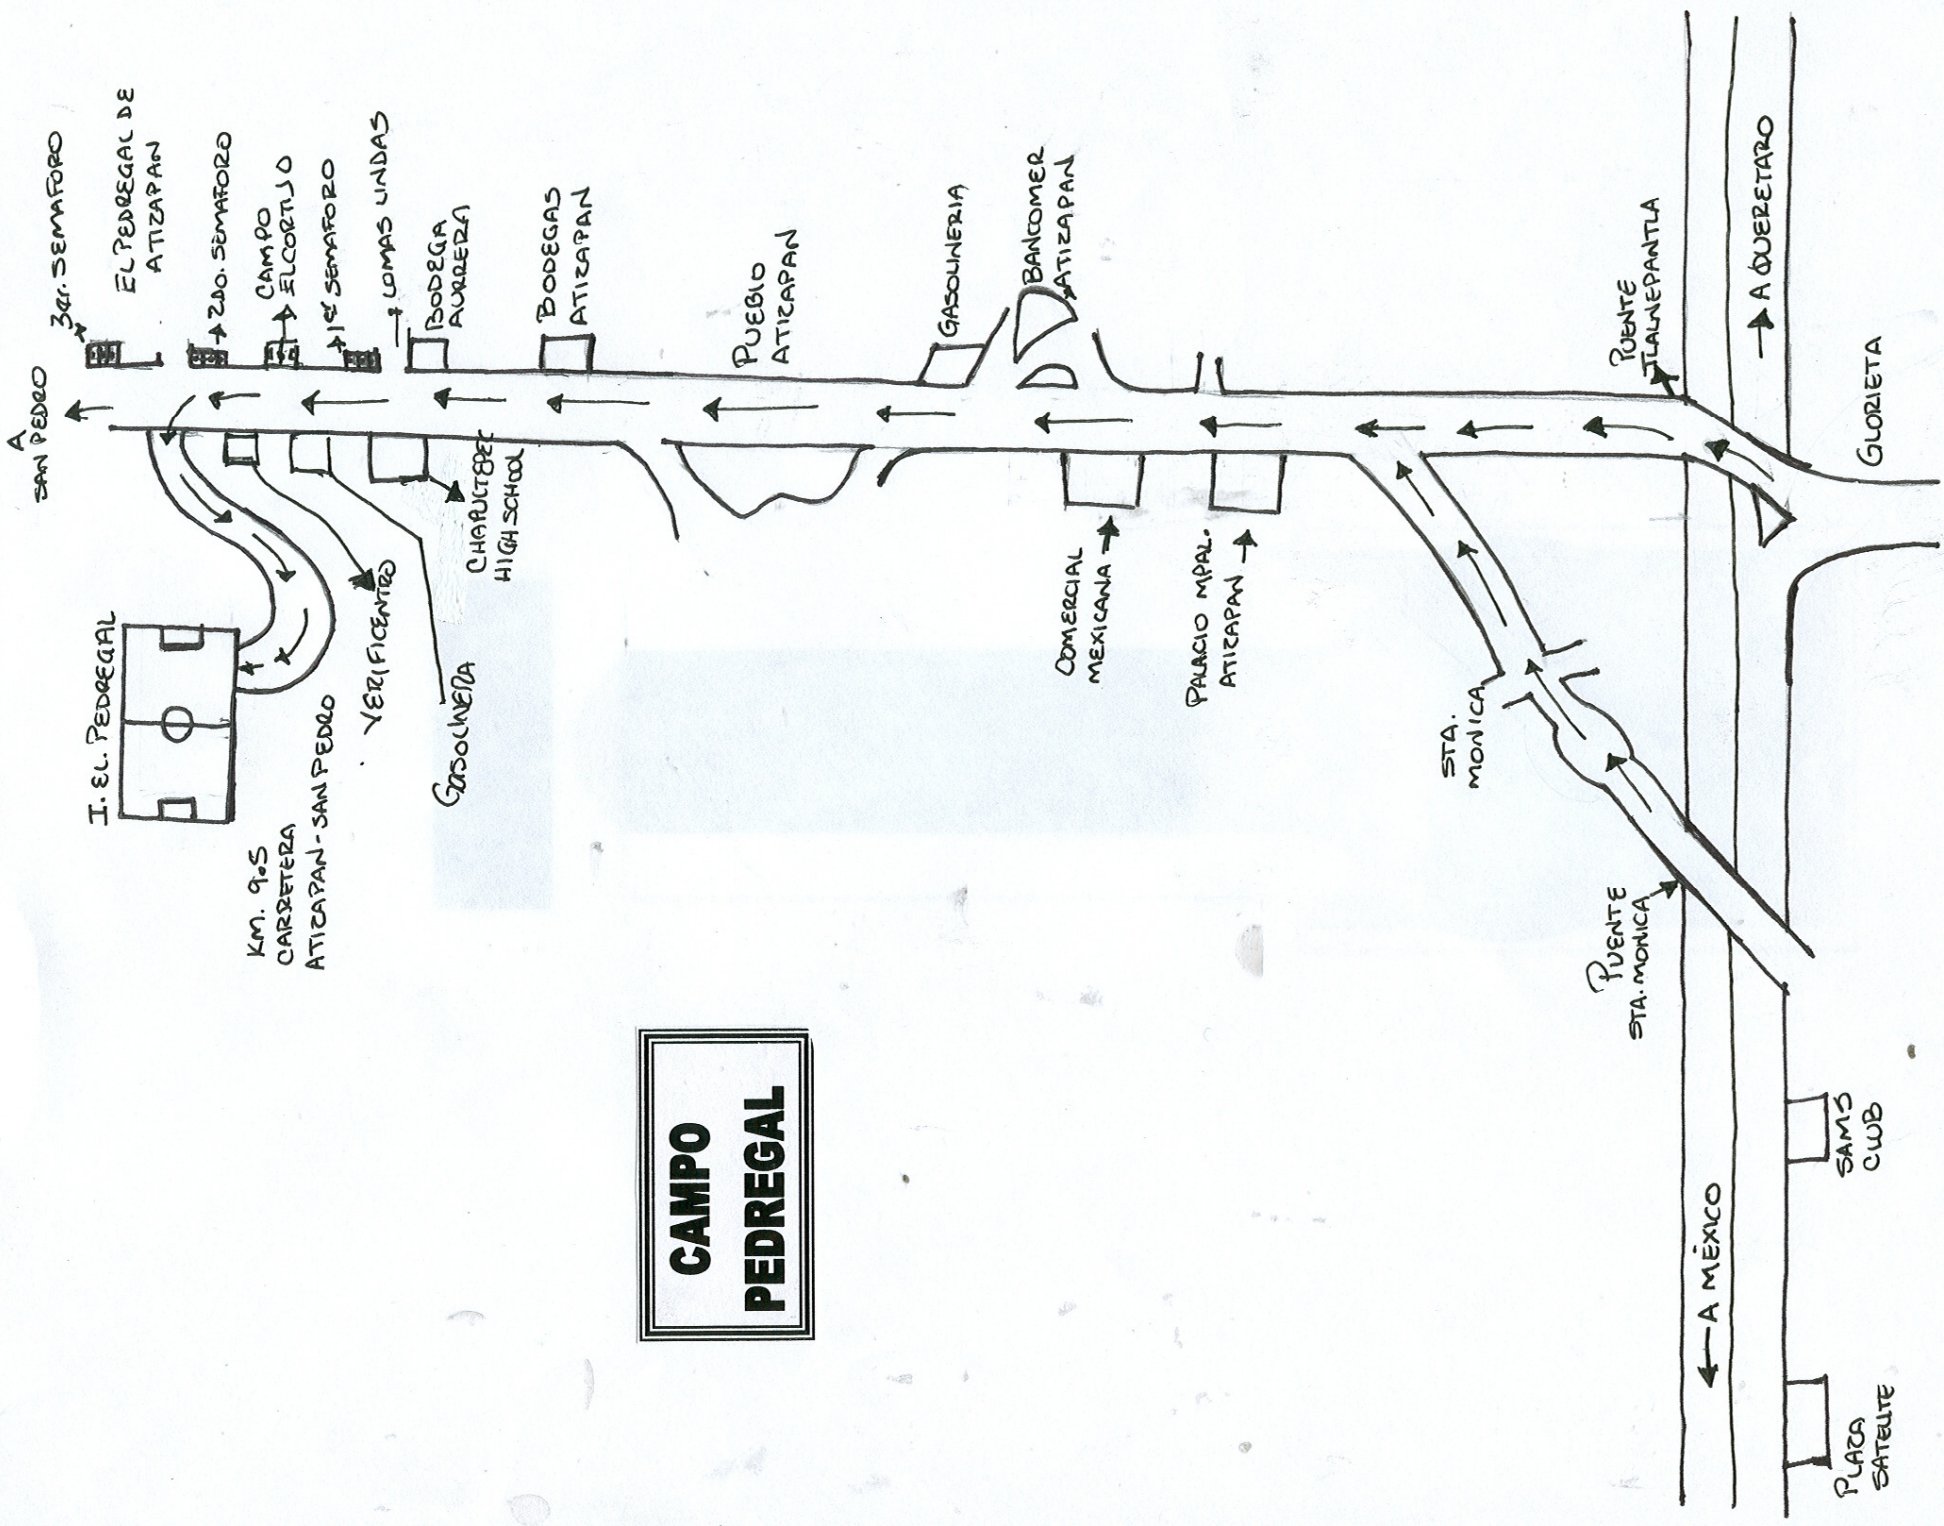 A
SAN PEDRO
3er. SEMAFORO
EL PEDREGAL DE
ATIZAPAN
2DO. SEMAFORO
CAMPO
EL CORTIJO
1er SEMAFORO
LOMAS LINDAS
BODEGA
AURRERA
BODEGAS
ATIZAPAN
PUEBLO
ATIZAPAN
GASOLINERIA
BANCOMER
ATIZAPAN
PUENTE
TLALNEPANTLA
A QUERETARO
GLORIETA
I. EL. PEDREGAL
KM. 9.5
CARRETERA
ATIZAPAN-SAN PEDRO
VERIFICENTRO
GASOLINERA
CHAPULTEPEC
HIGH SCHOOL
COMERCIAL
MEXICANA
PALACIO MPAL.
ATIZAPAN
STA.
MONICA
PUENTE
STA. MONICA
CAMPO
PEDREGAL
A MÉXICO
SAMS
CLUB
PLAZA
SATELITE